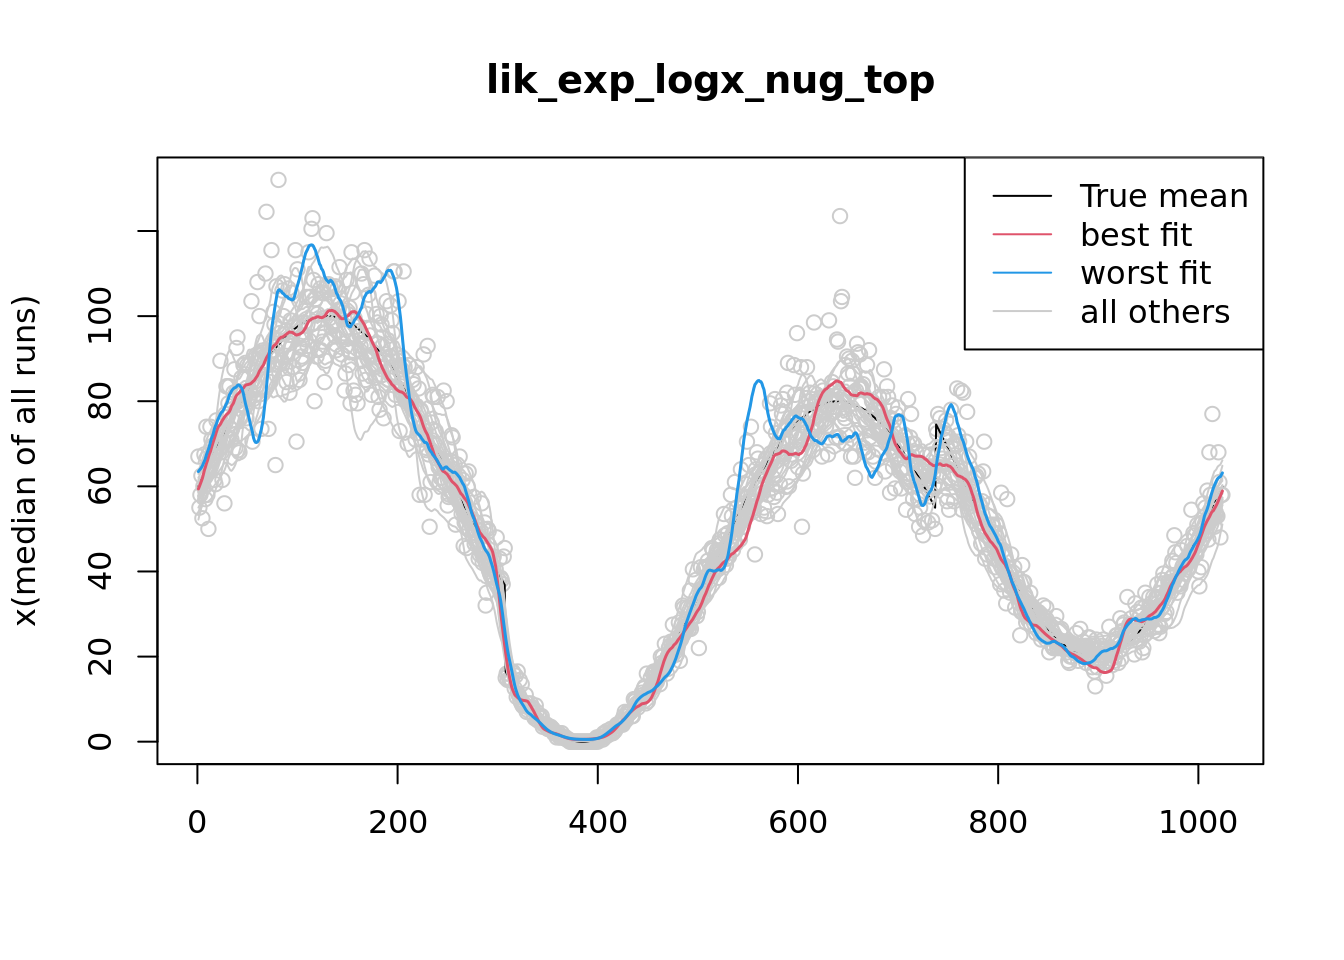 lik_exp_logx_nug_top
True mean
best fit
worst fit
all others
x(median of all runs)
100
80
60
40
20
0
0 200 400 600 800 1000